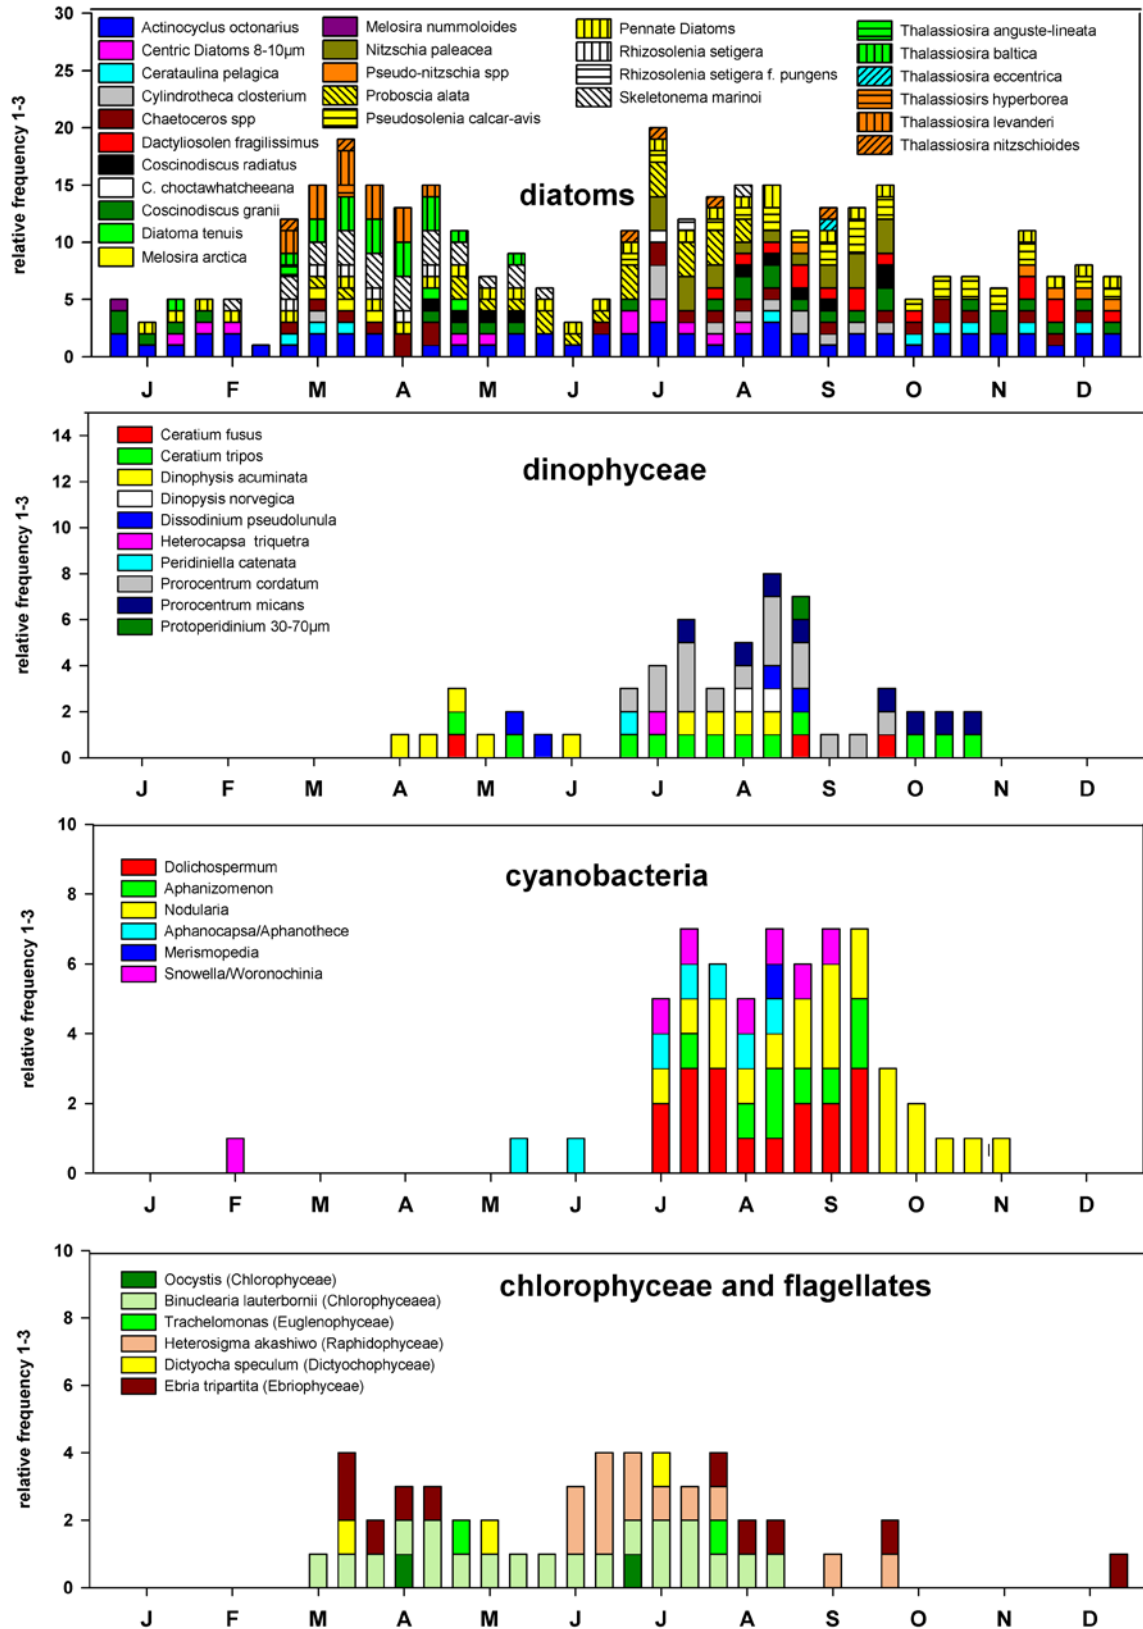 30
25
20
15
10
5
0
relative frequency 1-3
diatoms
Actinocyclus octonarius
Centric Diatoms 8-10µm
Cerataulina pelagica
Cylindrotheca closterium
Chaetoceros spp
Dactyliosolen fragilissimus
Coscinodiscus radiatus
C. choctawhatcheeana
Coscinodiscus granii
Diatoma tenuis
Melosira arctica
Melosira nummoloides
Nitzschia paleacea
Pseudo-nitzschia spp
Proboscia alata
Pseudosolenia calcar-avis
Pennate Diatoms
Rhizosolenia setigera
Rhizosolenia setigera f. pungens
Skeletonema marinoi
Thalassiosira anguste-lineata
Thalassiosira baltica
Thalassiosira eccentrica
Thalassiosirs hyperborea
Thalassiosira levanderi
Thalassiosira nitzschioides
J F M A M J J A S O N D
14
12
10
8
6
4
2
0
relative frequency 1-3
dinophyceae
Ceratium fusus
Ceratium tripos
Dinophysis acuminata
Dinopysis norvegica
Dissodinium pseudolunula
Heterocapsa triquetra
Peridiniella catenata
Prorocentrum cordatum
Prorocentrum micans
Protoperidinium 30-70µm
J F M A M J J A S O N D
10
8
6
4
2
0
relative frequency 1-3
cyanobacteria
Dolichospermum
Aphanizomenon
Nodularia
Aphanocapsa/Aphanothece
Merismopedia
Snowella/Woronochinia
J F M A M J J A S O N D
10
8
6
4
2
0
relative frequency 1-3
chlorophyceae and flagellates
Oocystis (Chlorophyceae)
Binuclearia lauterbornii (Chlorophyceaea)
Trachelomonas (Euglenophyceae)
Heterosigma akashiwo (Raphidophyceae)
Dictyocha speculum (Dictyochophyceae)
Ebria tripartita (Ebriophyceae)
J F M A M J J A S O N D